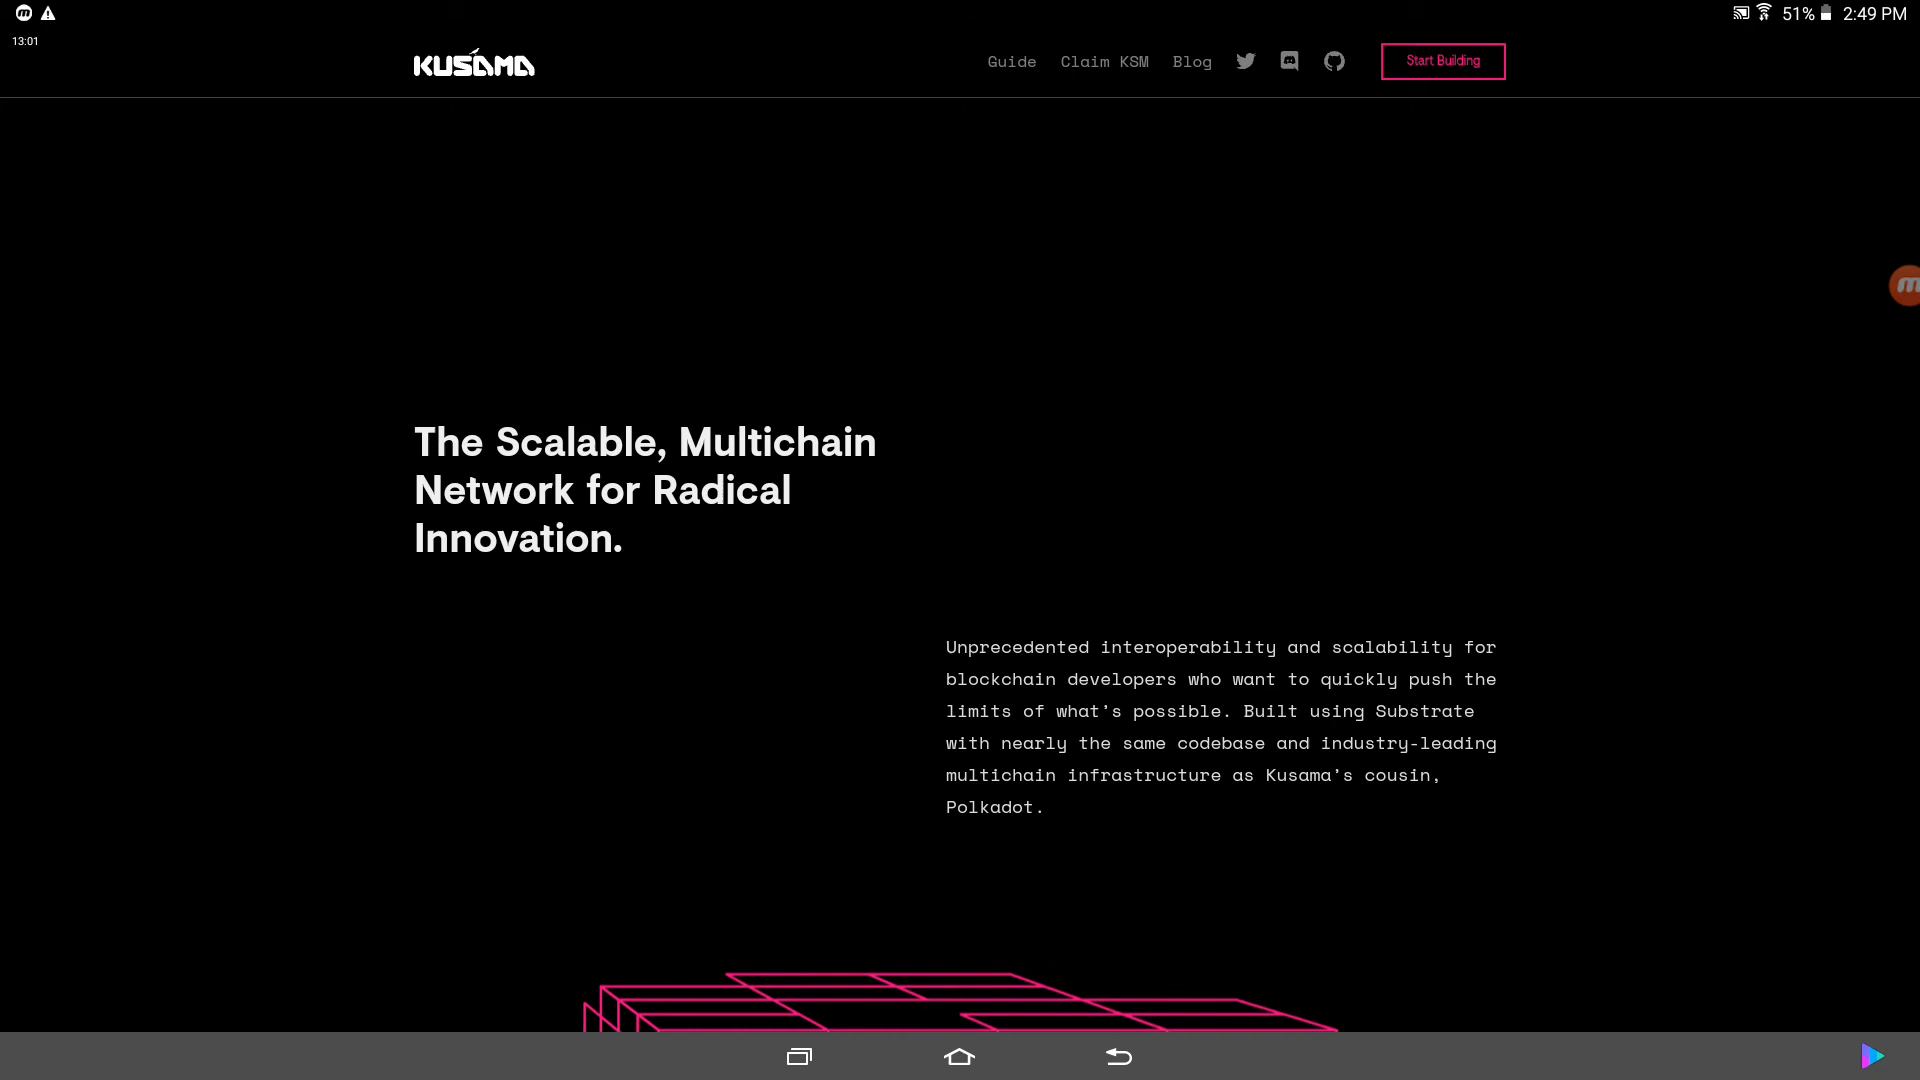 51% 2:49 PM
13:01
KUSAMA
Guide Claim KSM Blog Start Building
The Scalable, Multichain
Network for Radical
Innovation.
Unprecedented interoperability and scalability for
blockchain developers who want to quickly push the
limits of what's possible. Built using Substrate
with nearly the same codebase and industry-leading
multichain infrastructure as Kusama's cousin,
Polkadot.